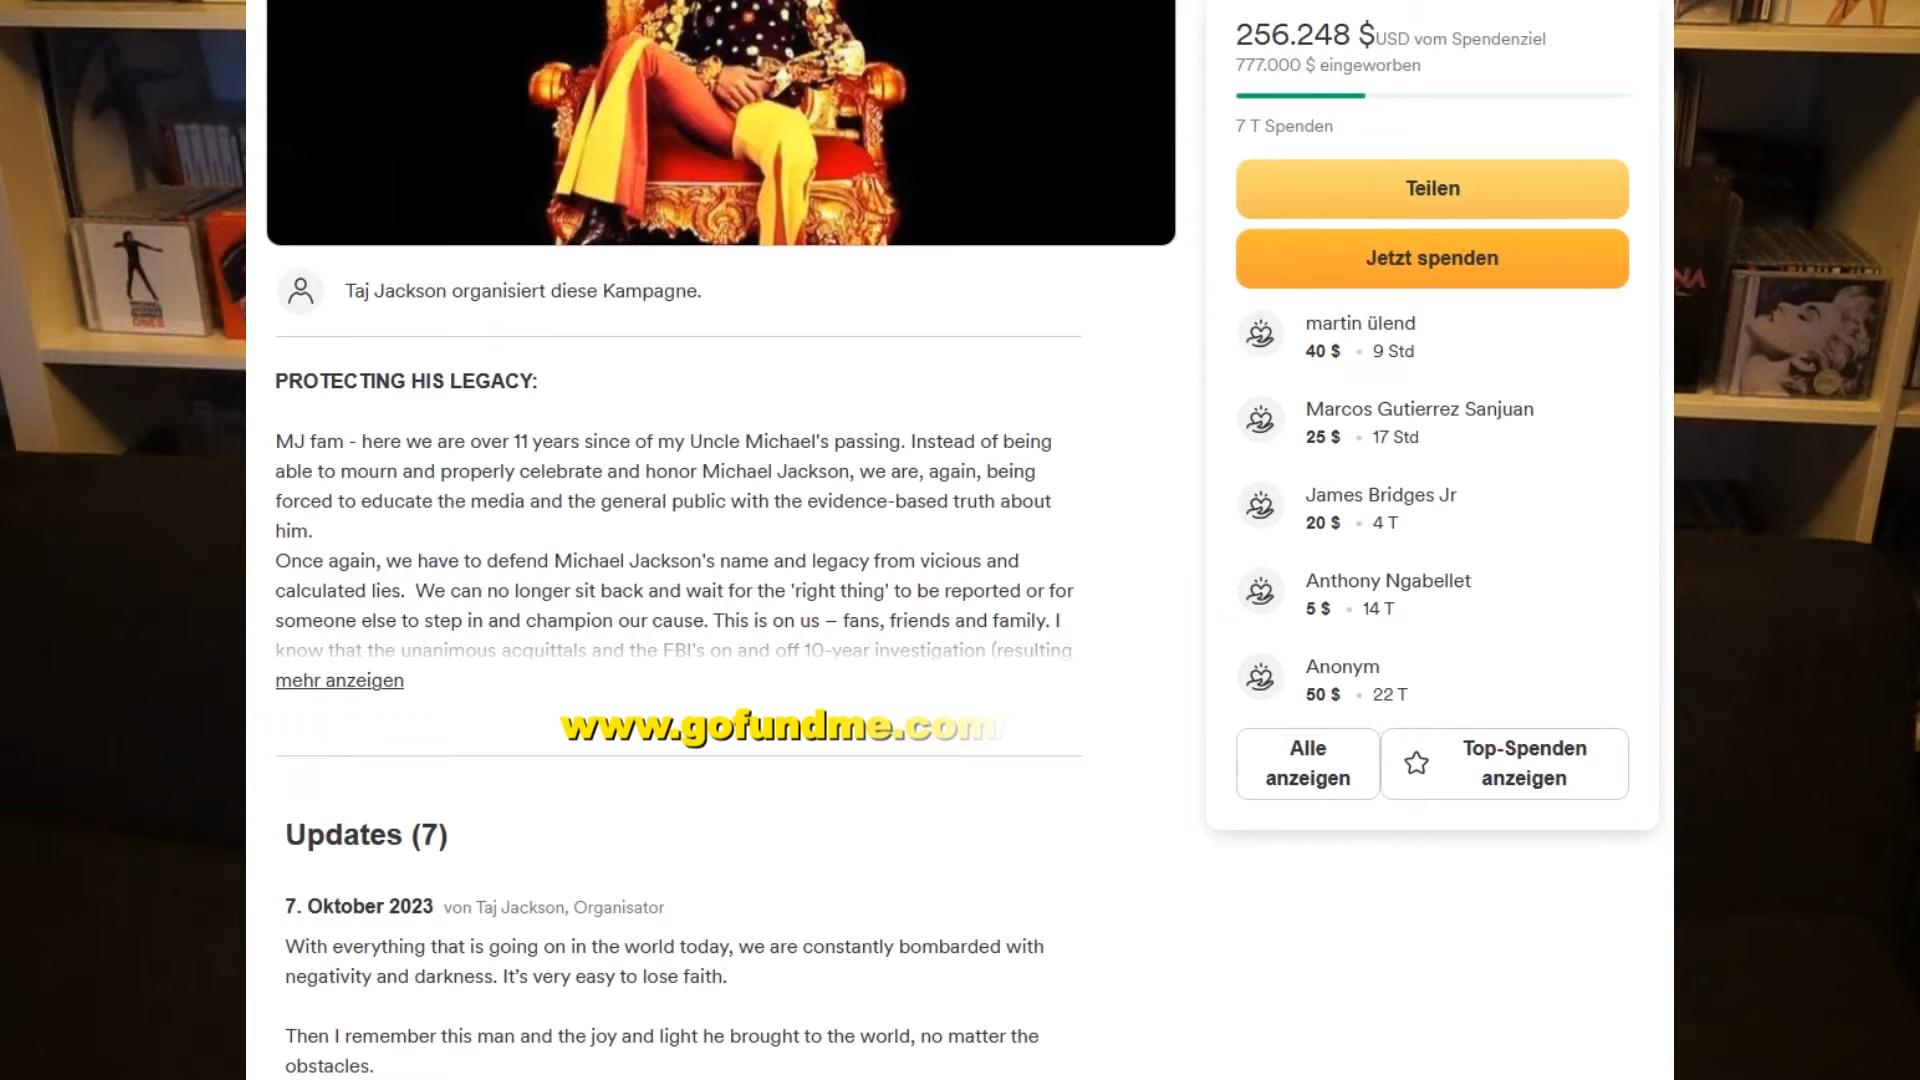 256.248 $ USD vom Spendenziel
777.000 $ eingeworben
7 T Spenden
Teilen
Jetzt spenden
martin ülend
40 $ • 9 Std
Marcos Gutierrez Sanjuan
25 $ • 17 Std
James Bridges Jr
20 $ • 4 T
Anthony Ngabellet
5 $ • 14 T
Anonym
50 $ • 22 T
Alle
anzeigen
Top-Spenden
anzeigen
Taj Jackson organisiert diese Kampagne.
PROTECTING HIS LEGACY:
MJ fam - here we are over 11 years since of my Uncle Michael's passing. Instead of being
able to mourn and properly celebrate and honor Michael Jackson, we are, again, being
forced to educate the media and the general public with the evidence-based truth about
him.
Once again, we have to defend Michael Jackson's name and legacy from vicious and
calculated lies. We can no longer sit back and wait for the 'right thing' to be reported or for
someone else to step in and champion our cause. This is on us – fans, friends and family. I
know that the unanimous acquittals and the FBI's on and off 10-year investigation (resulting
mehr anzeigen
www.gofundme.com/
Updates (7)
7. Oktober 2023 von Taj Jackson, Organisator
With everything that is going on in the world today, we are constantly bombarded with
negativity and darkness. It’s very easy to lose faith.
Then I remember this man and the joy and light he brought to the world, no matter the
obstacles.